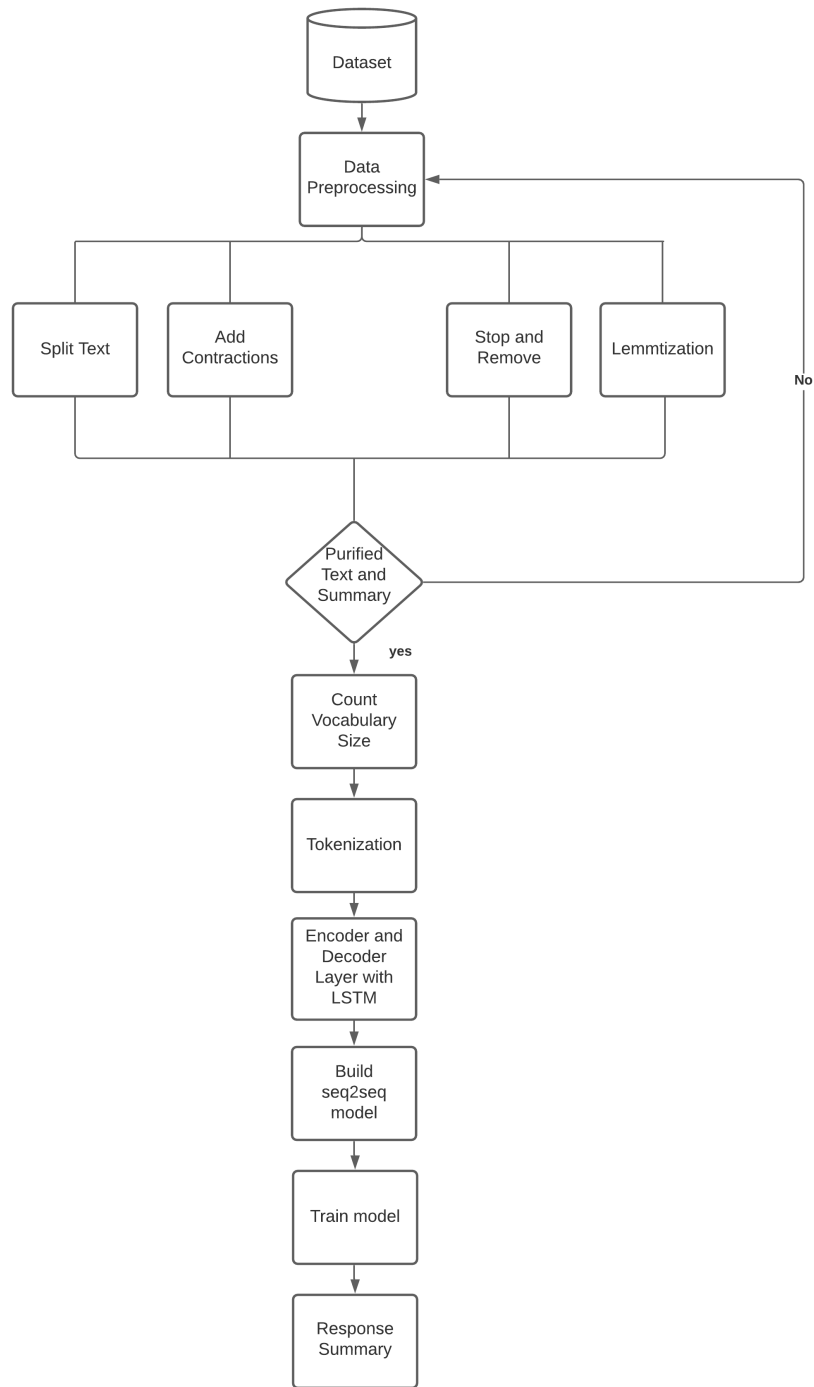 Dataset
Data
Preprocessing
Split Text
Add
Contractions
Stop and
Remove
Lemmtization
No
Purified
Text and
Summary
yes
Count
Vocabulary
Size
Tokenization
Encoder and
Decoder
Layer with
LSTM
Build
seq2seq
model
Train model
Response
Summary